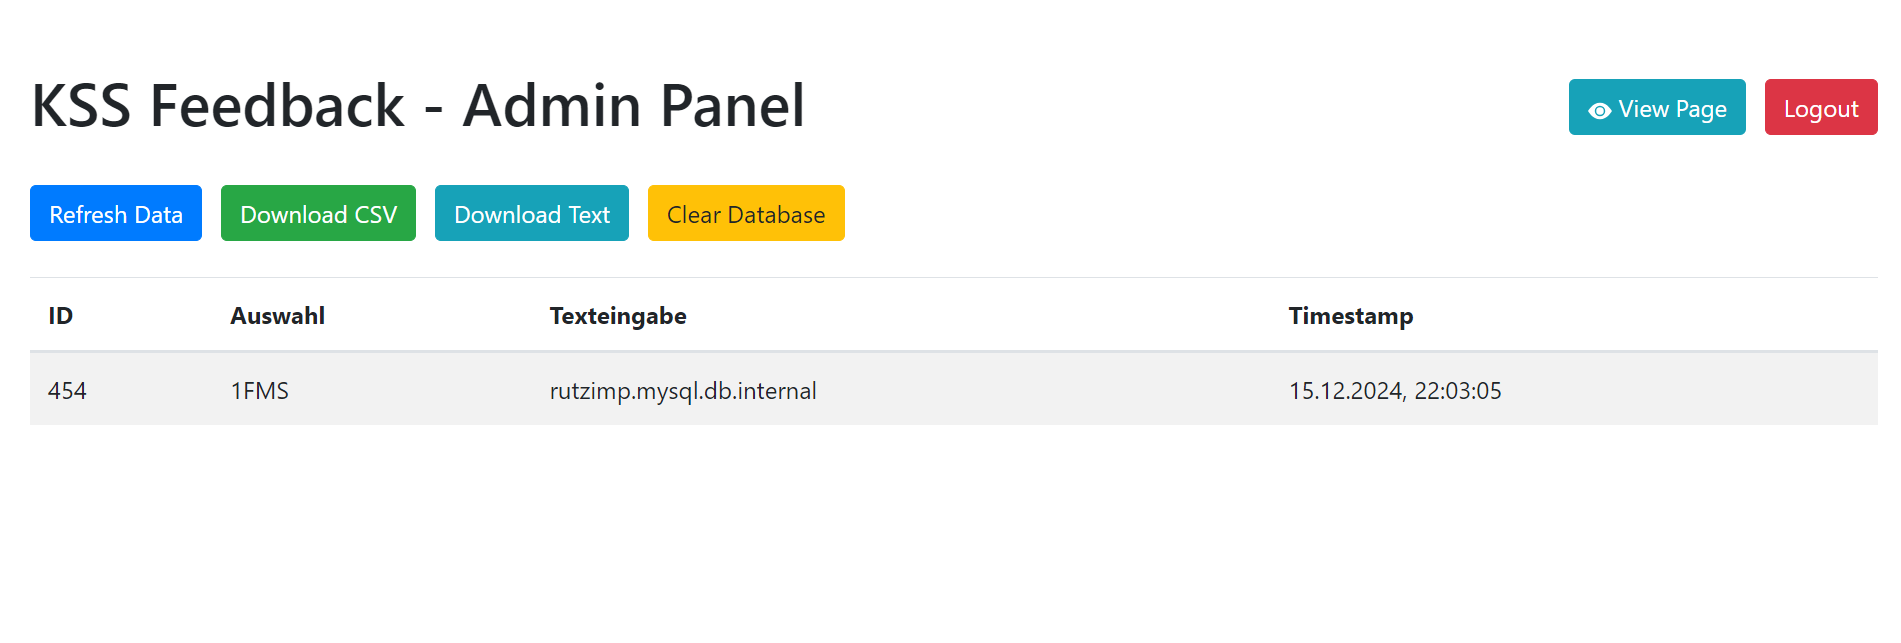 KSS Feedback - Admin Panel
View Page
Logout
Refresh Data
Download CSV
Download Text
Clear Database
ID Auswahl Texteingabe Timestamp
454 1FMS rutzimp.mysql.db.internal 15.12.2024, 22:03:05